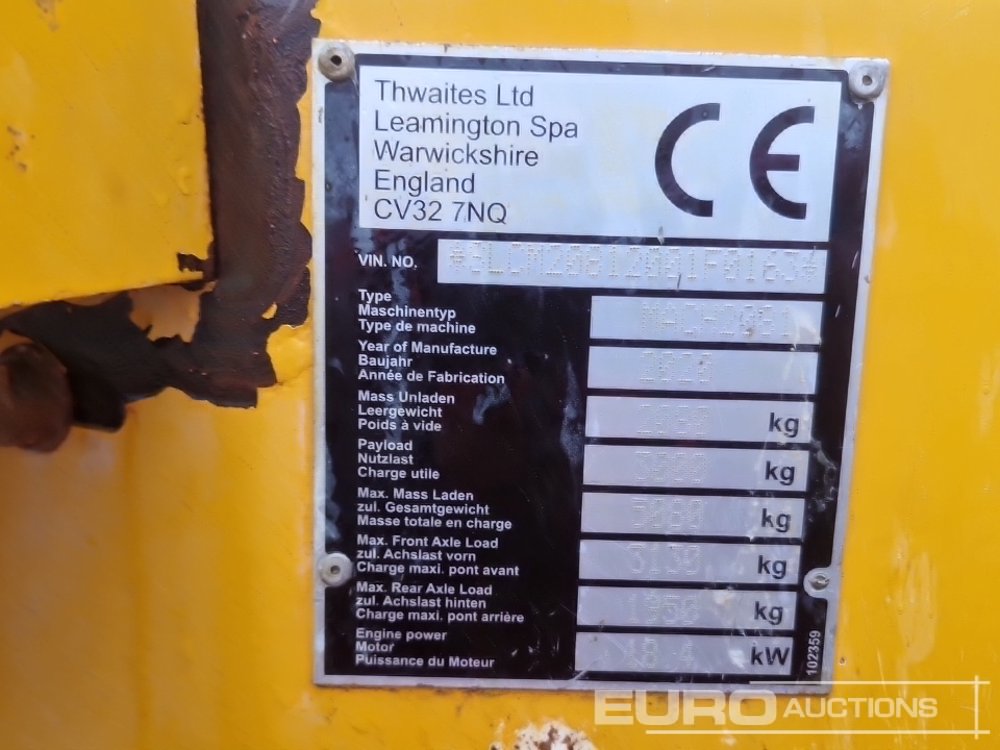 Thwaites Ltd
Leamington Spa
Warwickshire
England
CV32 7NQ
CE
VIN. NO.
Type
Maschinentyp
Type de machine
Year of Manufacture
Baujahr
2020
Année de Fabrication
Mass Unladen
Leergewicht
Poids à vide
kg
Payload
Nutzlast
Charge utile
kg
Max. Mass Laden
zul. Gesamtgewicht
Masse totale en charge
kg
Max. Front Axle Load
zul. Achslast vorn
Charge maxi. pont avant
3130 kg
Max. Rear Axle Load
zul. Achslast hinten
Charge maxi. pont arrière
kg
Engine power
Motor
Puissance du Moteur
kW
102359
EURO AUCTIONS